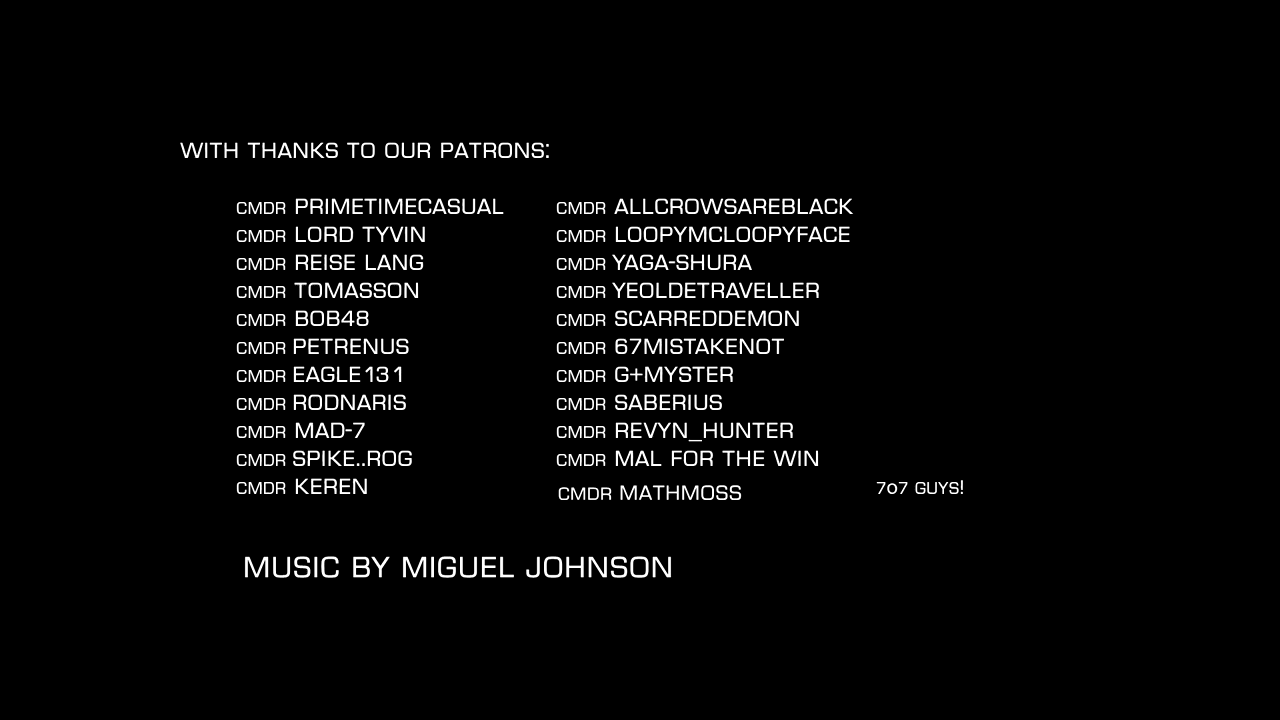 WITH THANKS TO OUR PATRONS:
CMDR PRIMETIMECASUAL
CMDR LORD TYVIN
CMDR REISE LANG
CMDR TOMASSON
CMDR BOB48
CMDR PETRENUS
CMDR EAGLE131
CMDR RODNARIS
CMDR MAD-7
CMDR SPIKE..ROG
CMDR KEREN
CMDR ALLCROWSAREBLACK
CMDR LOOPYMCLOOPYFACE
CMDR YAGA-SHURA
CMDR YEOLDETRAVELLER
CMDR SCARREDDEMON
CMDR 67MISTAKENOT
CMDR G+MYSTER
CMDR SABERIUS
CMDR REVYN_HUNTER
CMDR MAL FOR THE WIN
CMDR MATHMOSS
7o7 GUYS!
MUSIC BY MIGUEL JOHNSON